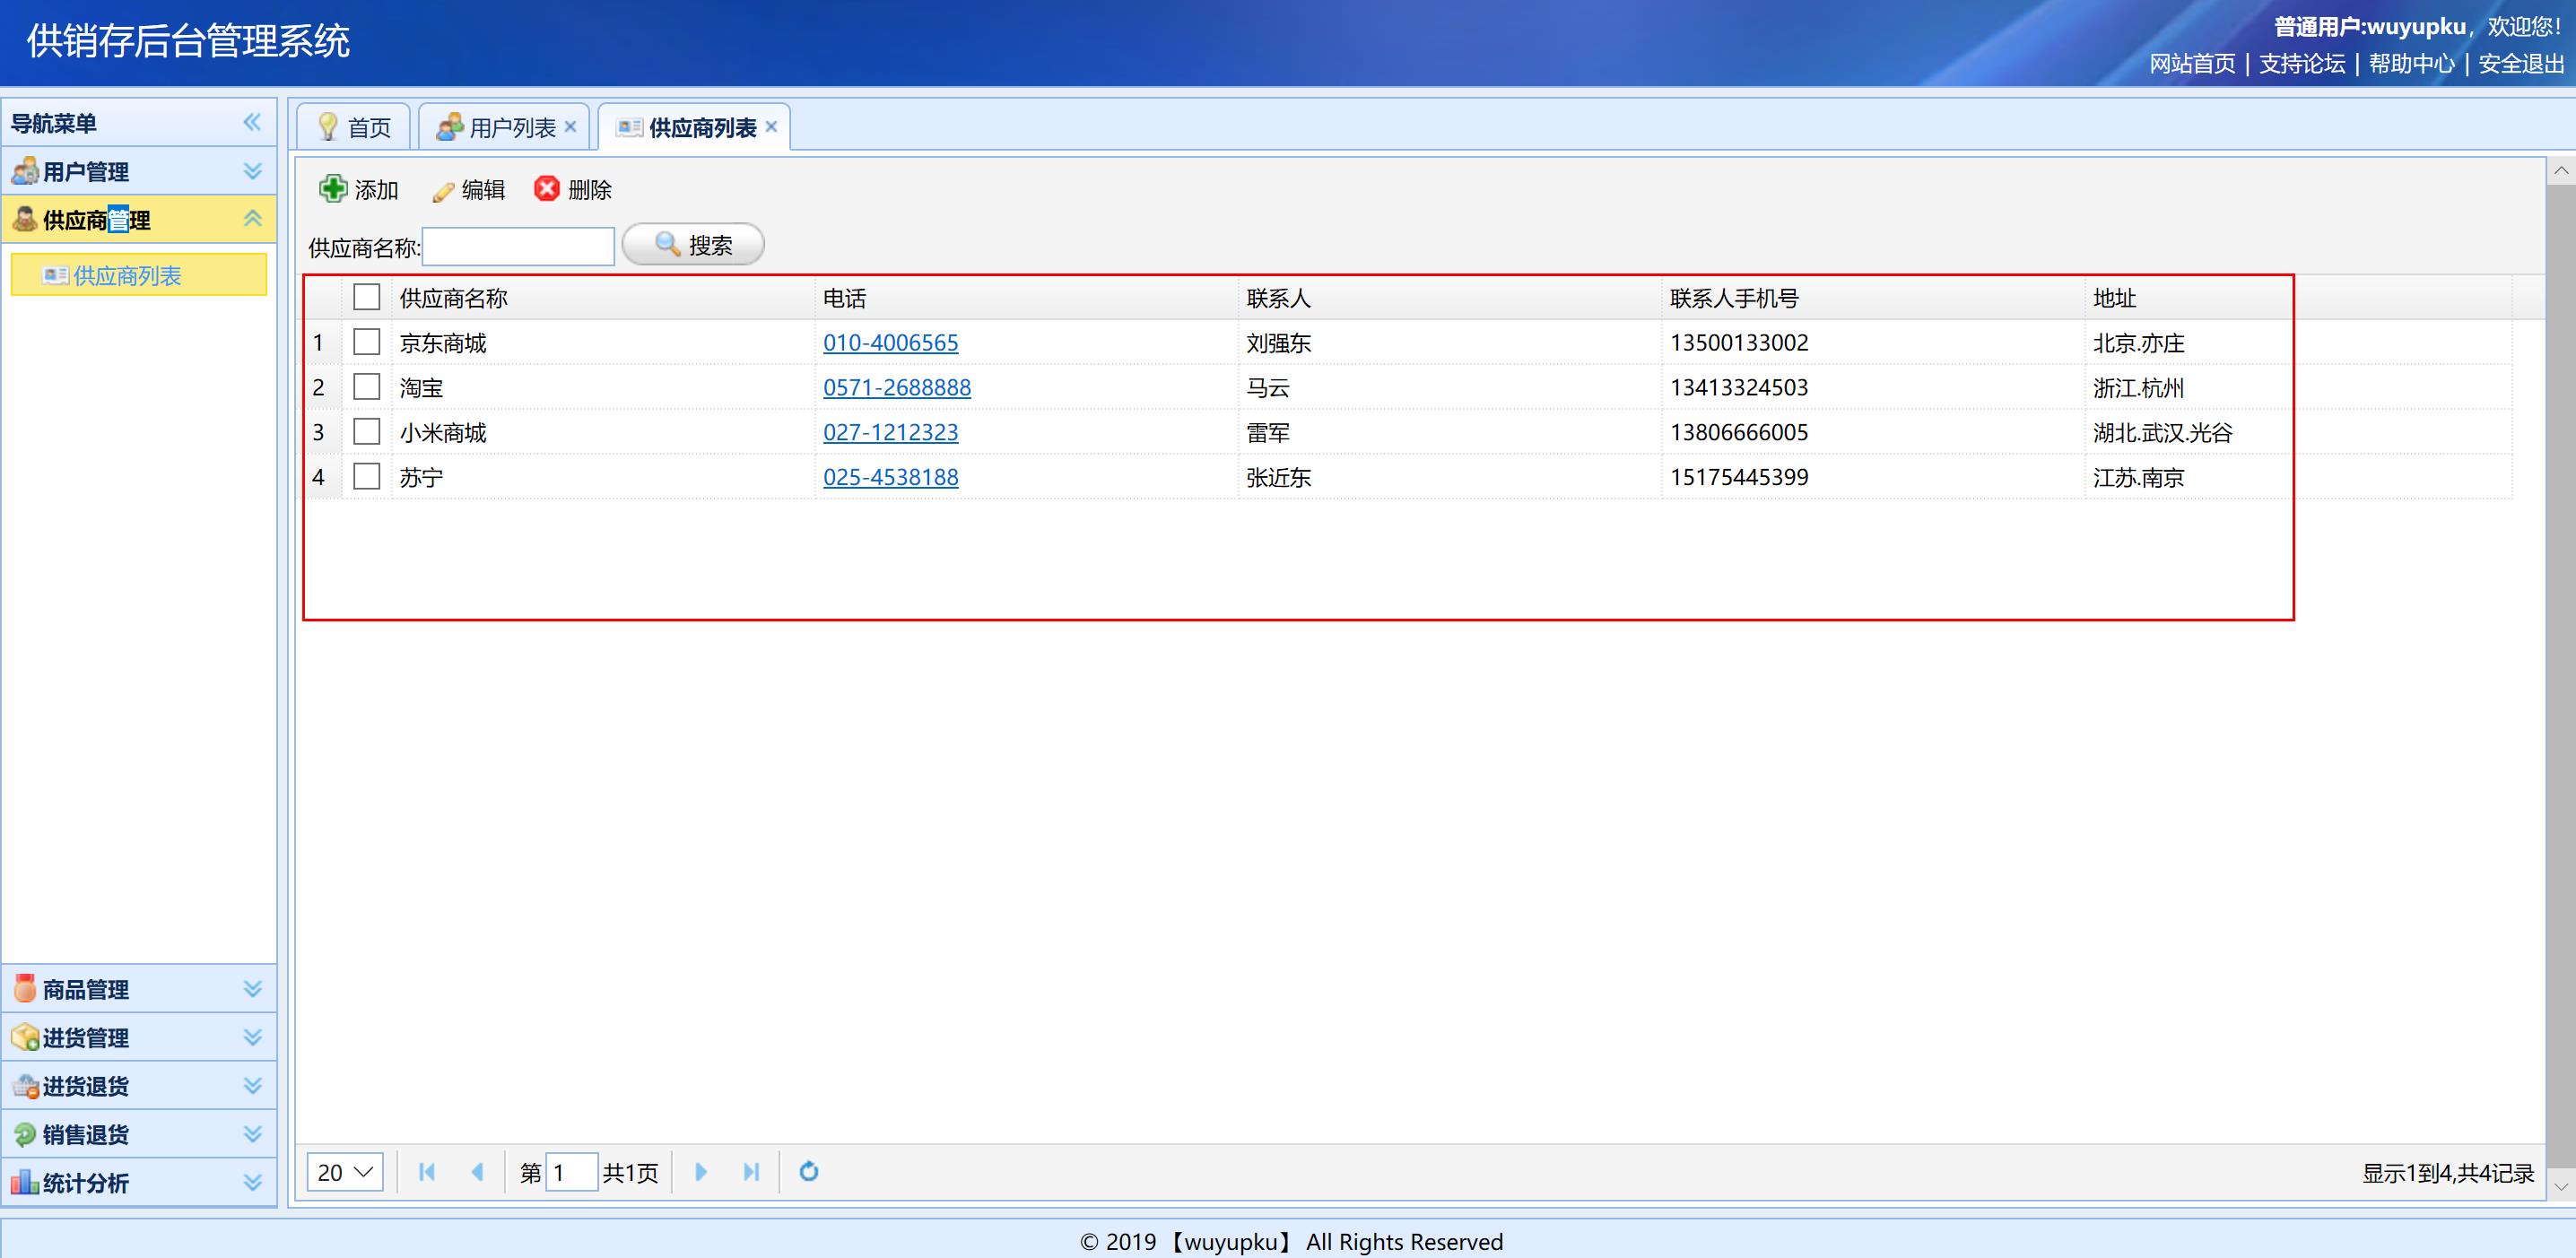 供销存后台管理系统
普通用户:wuyupku，欢迎您！
网站首页 | 支持论坛 | 帮助中心 | 安全退出
导航菜单
用户管理
供应商管理
供应商列表
商品管理
进货管理
进货退货
销售退货
统计分析
首页 用户列表 供应商列表
添加 编辑 删除
供应商名称: 搜索
供应商名称 电话 联系人 联系人手机号 地址
1 京东商城 010-4006565 刘强东 13500133002 北京.亦庄
2 淘宝 0571-2688888 马云 13413324503 浙江.杭州
3 小米商城 027-1212323 雷军 13806666005 湖北.武汉.光谷
4 苏宁 025-4538188 张近东 15175445399 江苏.南京
20 第 1 共1页 显示1到4,共4记录
© 2019 【wuyupku】 All Rights Reserved